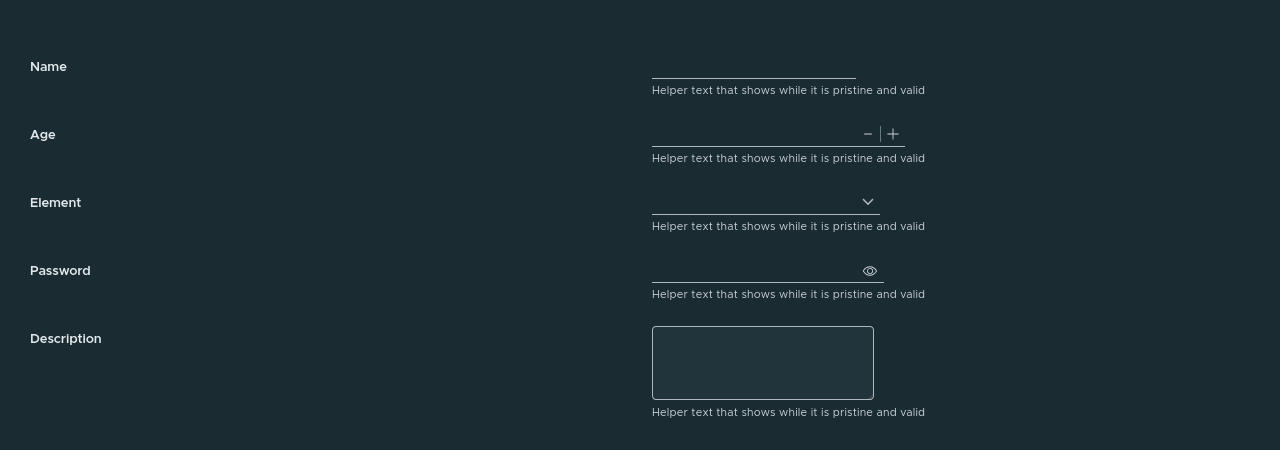 Name
Helper text that shows while it is pristine and valid
Age
Helper text that shows while it is pristine and valid
Element
Helper text that shows while it is pristine and valid
Password
Helper text that shows while it is pristine and valid
Description
Helper text that shows while it is pristine and valid